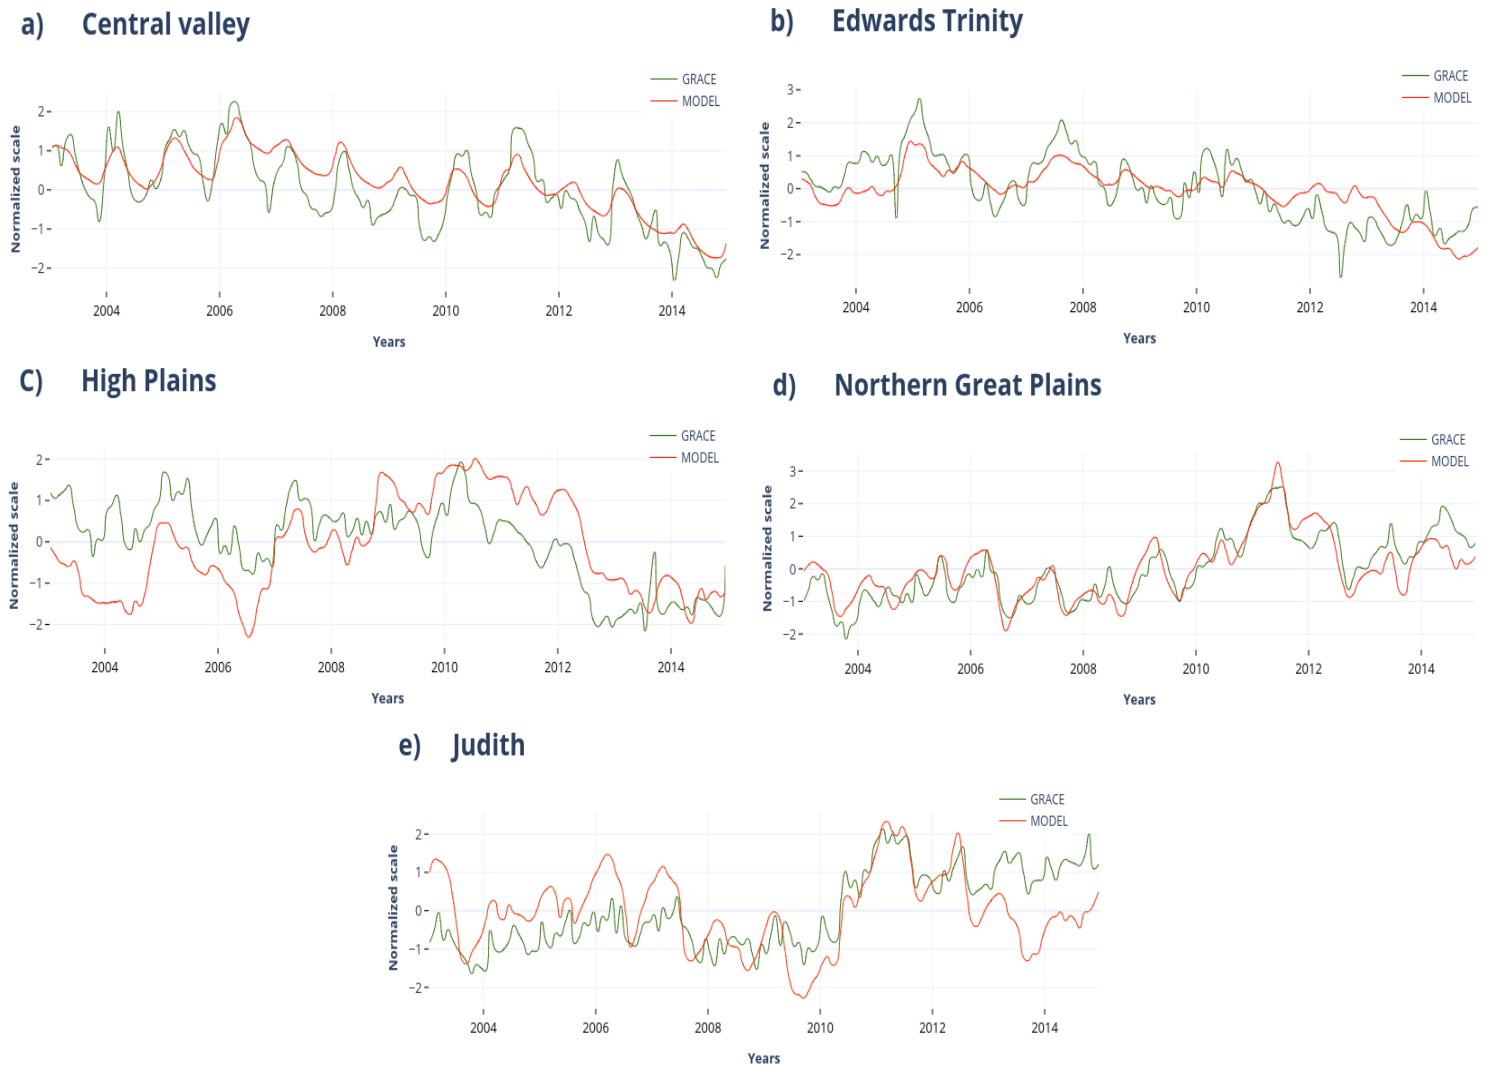 a) Central valley
GRACE
MODEL
Normalized scale
2
1
0
−1
−2
2004 2006 2008 2010 2012 2014
Years
b) Edwards Trinity
GRACE
MODEL
Normalized scale
3
2
1
0
−1
−2
2004 2006 2008 2010 2012 2014
Years
C) High Plains
GRACE
MODEL
Normalized scale
2
1
0
−1
−2
2004 2006 2008 2010 2012 2014
Years
d) Northern Great Plains
GRACE
MODEL
Normalized scale
3
2
1
0
−1
−2
2004 2006 2008 2010 2012 2014
Years
e) Judith
GRACE
MODEL
Normalized scale
2
1
0
−1
−2
2004 2006 2008 2010 2012 2014
Years